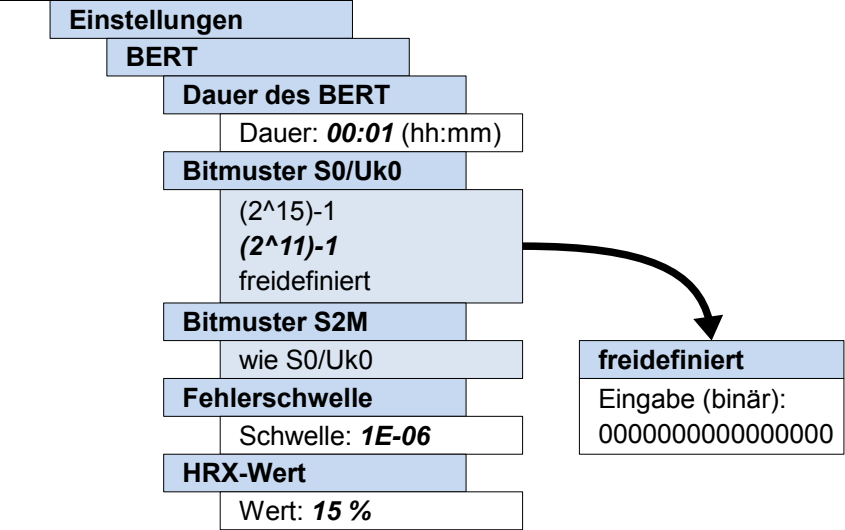 Einstellungen
BERT
Dauer des BERT
Dauer: 00:01 (hh:mm)
Bitmuster S0/Uk0
(2^15)-1
(2^11)-1
freidefiniert
Bitmuster S2M
wie S0/Uk0
Fehlerschwelle
Schwelle: 1E-06
HRX-Wert
Wert: 15 %
freidefiniert
Eingabe (binär):
0000000000000000